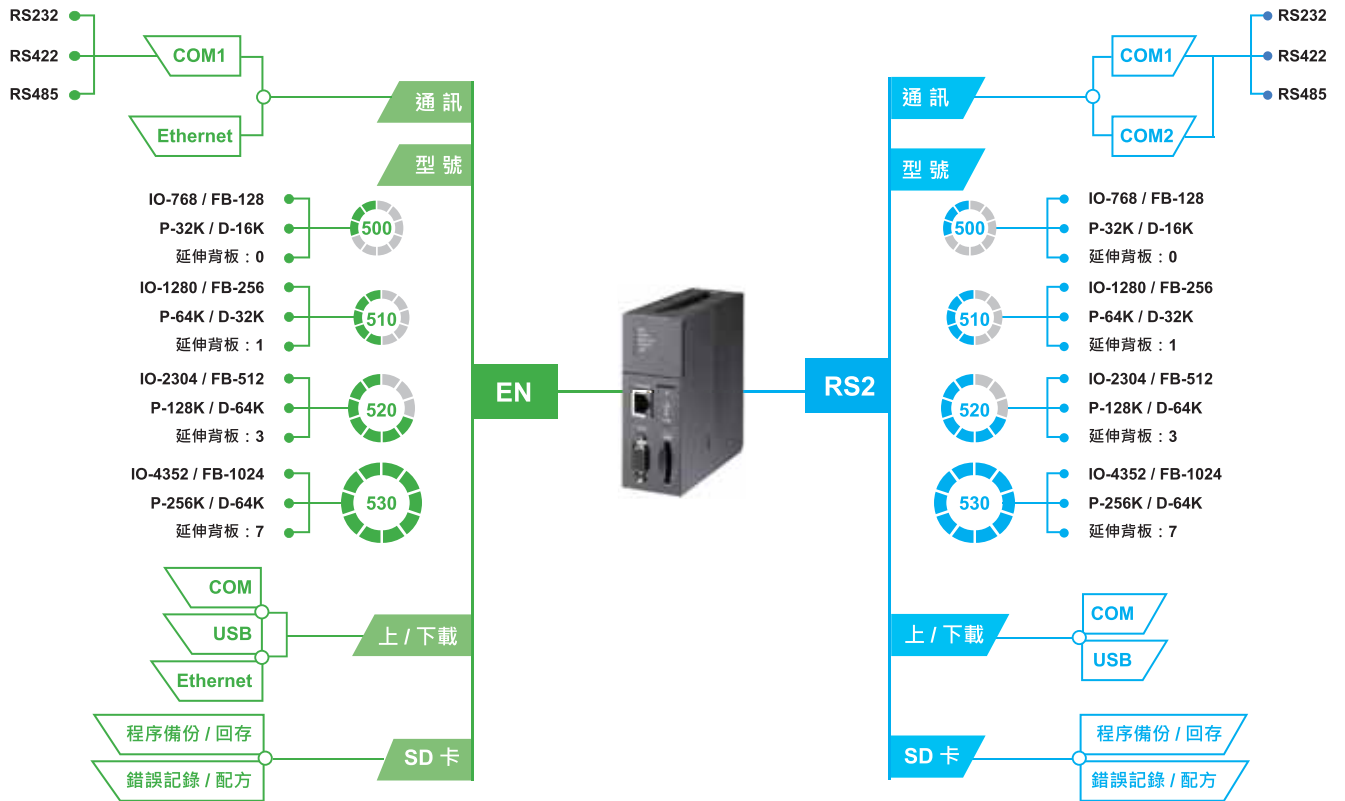 EN
通訊
COM1
RS232
RS422
RS485
Ethernet
型號
500
IO-768 / FB-128
P-32K / D-16K
延伸背板：0
510
IO-1280 / FB-256
P-64K / D-32K
延伸背板：1
520
IO-2304 / FB-512
P-128K / D-64K
延伸背板：3
530
IO-4352 / FB-1024
P-256K / D-64K
延伸背板：7
上 / 下載
COM
USB
Ethernet
SD 卡
程序備份 / 回存
錯誤記錄 / 配方
RS2
通訊
COM1
COM2
RS232
RS422
RS485
型號
500
IO-768 / FB-128
P-32K / D-16K
延伸背板：0
510
IO-1280 / FB-256
P-64K / D-32K
延伸背板：1
520
IO-2304 / FB-512
P-128K / D-64K
延伸背板：3
530
IO-4352 / FB-1024
P-256K / D-64K
延伸背板：7
上 / 下載
COM
USB
SD 卡
程序備份 / 回存
錯誤記錄 / 配方